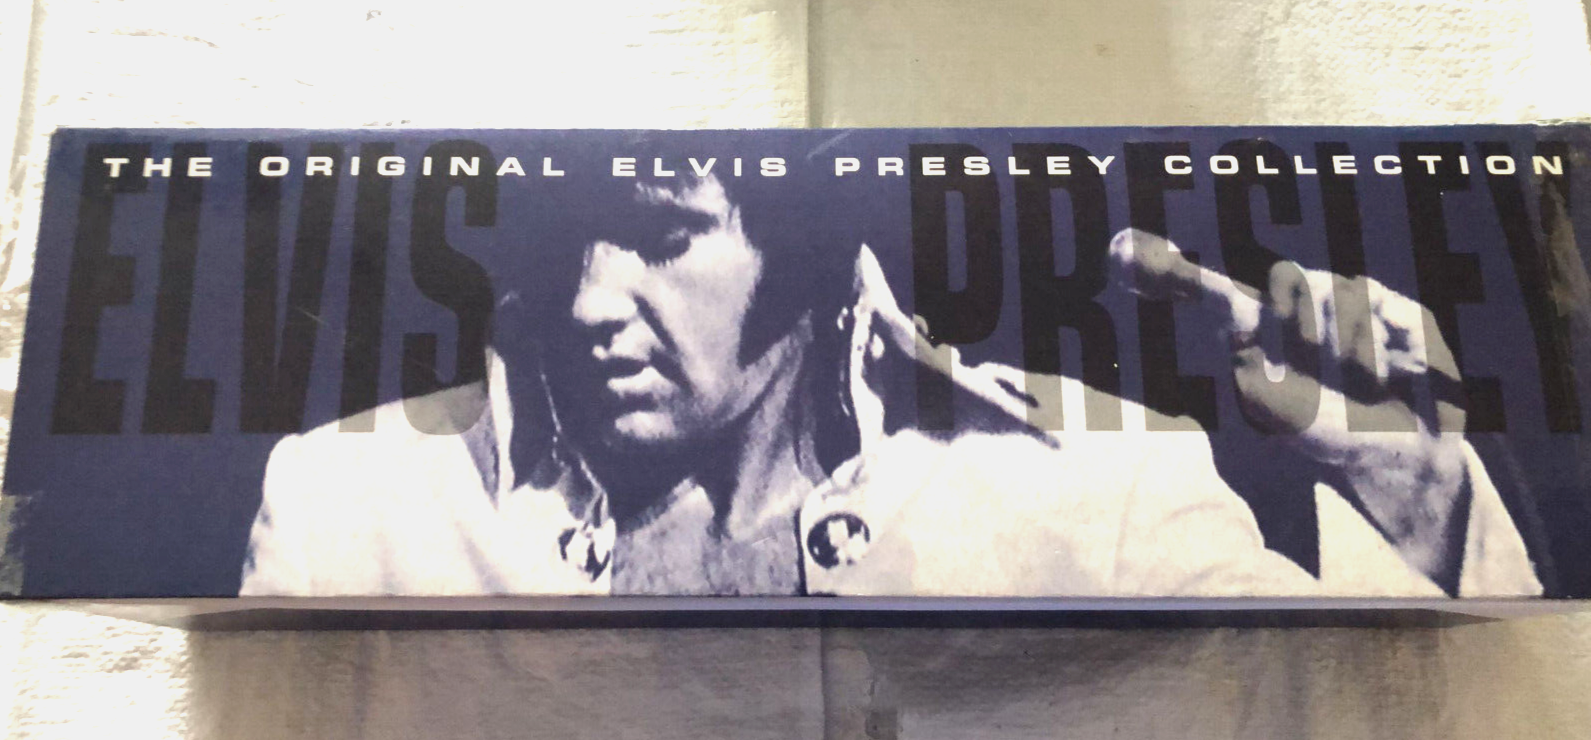 THE ORIGINAL ELVIS PRESLEY COLLECTION
ELVIS PRESLEY